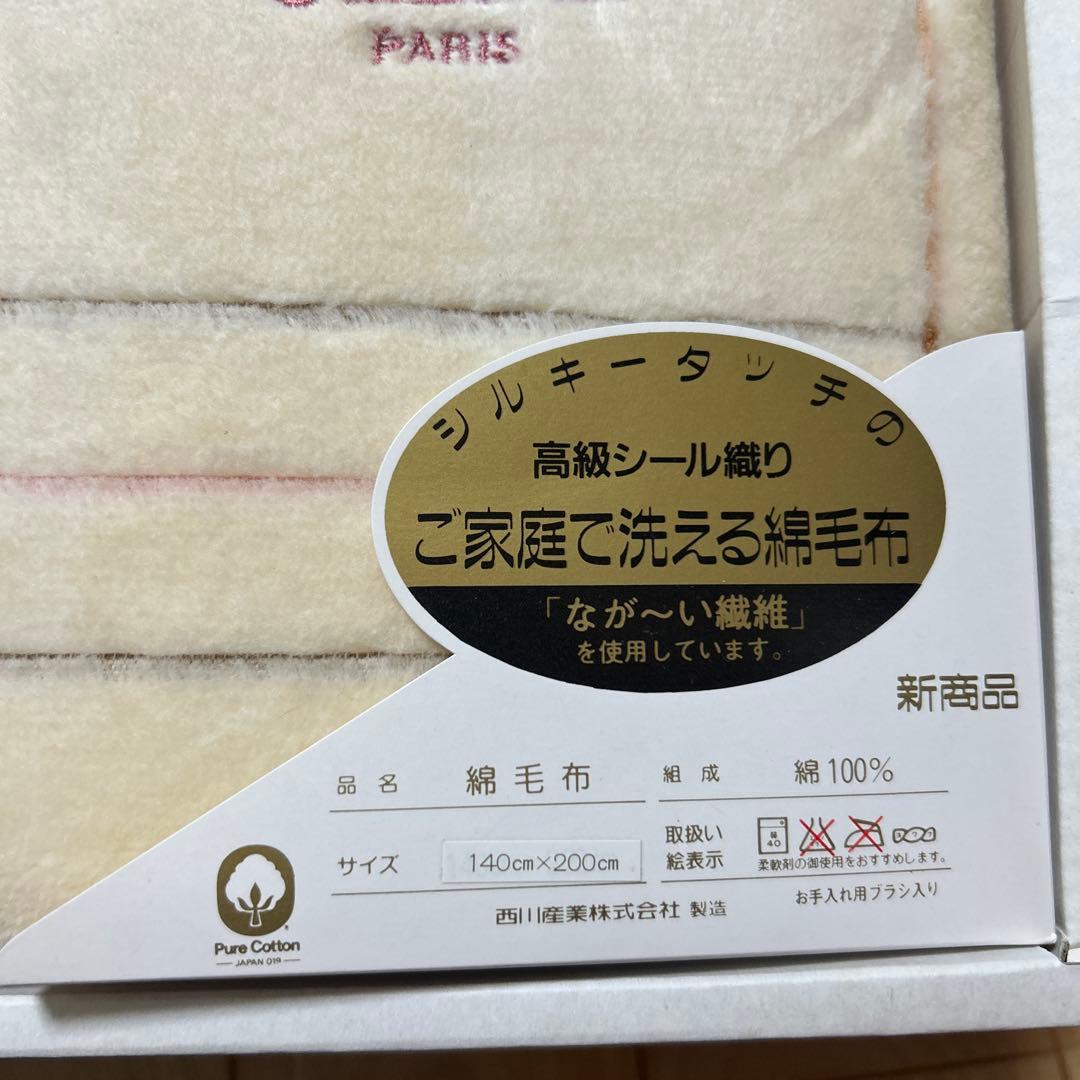 PARIS
シルキータッチの
高級シール織り
ご家庭で洗える綿毛布
「なが〜い繊維」
を使用しています。
新商品
品名 綿毛布
組成 綿100%
サイズ 140cm×200cm
取扱い
絵表示
40
柔軟剤の御使用をおすすめします。
西川産業株式会社 製造
お手入れ用ブラシ入り
Pure Cotton
JAPAN 019